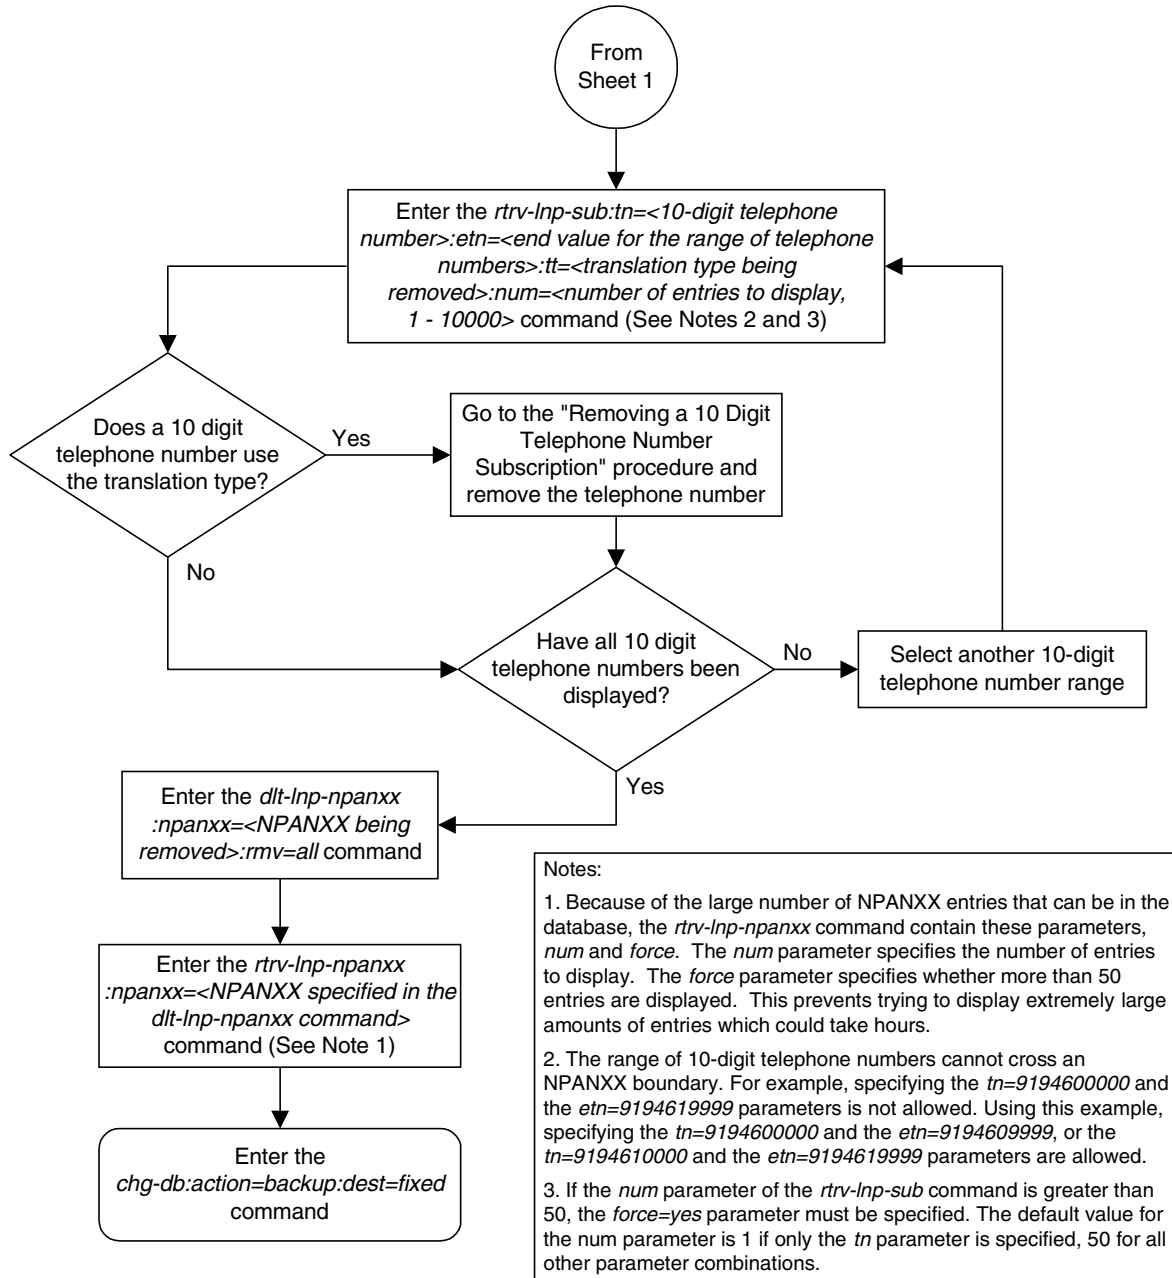 From
Sheet 1
Enter the rtrv-lnp-sub:tn=<10-digit telephone
number>:etn=<end value for the range of telephone
numbers>:tt=<translation type being
removed>:num=<number of entries to display,
1 - 10000> command (See Notes 2 and 3)
Does a 10 digit
telephone number use
the translation type?
Yes
Go to the "Removing a 10 Digit
Telephone Number
Subscription" procedure and
remove the telephone number
No
Have all 10 digit
telephone numbers been
displayed?
No
Select another 10-digit
telephone number range
Yes
Enter the dlt-lnp-npanxx
:npanxx=<NPANXX being
removed>:rmv=all command
Enter the rtrv-lnp-npanxx
:npanxx=<NPANXX specified in the
dlt-lnp-npanxx command>
command (See Note 1)
Enter the
chg-db:action=backup:dest=fixed
command
Notes:
1. Because of the large number of NPANXX entries that can be in the
database, the rtrv-lnp-npanxx command contain these parameters,
num and force.  The num parameter specifies the number of entries
to display.  The force parameter specifies whether more than 50
entries are displayed.  This prevents trying to display extremely large
amounts of entries which could take hours.
2. The range of 10-digit telephone numbers cannot cross an
NPANXX boundary. For example, specifying the tn=9194600000 and
the etn=9194619999 parameters is not allowed. Using this example,
specifying the tn=9194600000 and the etn=9194609999, or the
tn=9194610000 and the etn=9194619999 parameters are allowed.
3. If the num parameter of the rtrv-lnp-sub command is greater than
50, the force=yes parameter must be specified. The default value for
the num parameter is 1 if only the tn parameter is specified, 50 for all
other parameter combinations.